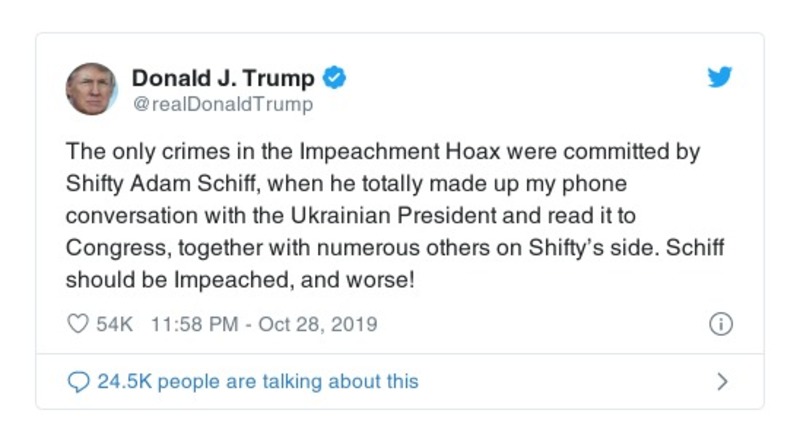 Donald J. Trump
@realDonaldTrump
The only crimes in the Impeachment Hoax were committed by
Shifty Adam Schiff, when he totally made up my phone
conversation with the Ukrainian President and read it to
Congress, together with numerous others on Shifty’s side. Schiff
should be Impeached, and worse!
54K 11:58 PM - Oct 28, 2019
24.5K people are talking about this